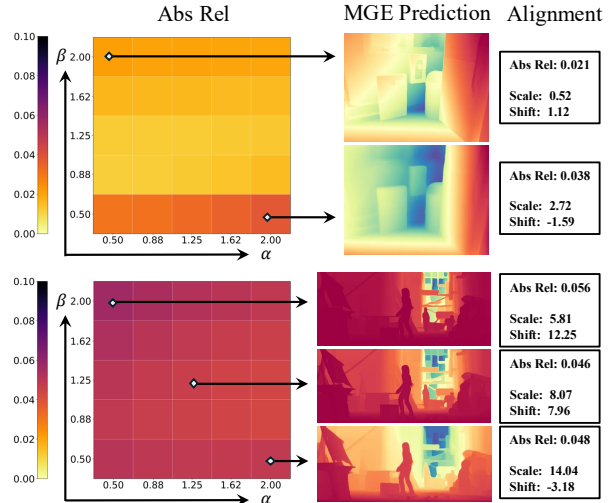 Abs Rel
MGE Prediction
Alignment
0.10
0.08
0.06
0.04
0.02
0.00
β
2.00
1.62
1.25
0.88
0.50
0.50 0.88 1.25 1.62 2.00
α
Abs Rel: 0.021
Scale: 0.52
Shift: 1.12
Abs Rel: 0.038
Scale: 2.72
Shift: -1.59
0.10
0.08
0.06
0.04
0.02
0.00
β
2.00
1.62
1.25
0.88
0.50
0.50 0.88 1.25 1.62 2.00
α
Abs Rel: 0.056
Scale: 5.81
Shift: 12.25
Abs Rel: 0.046
Scale: 8.07
Shift: 7.96
Abs Rel: 0.048
Scale: 14.04
Shift: -3.18